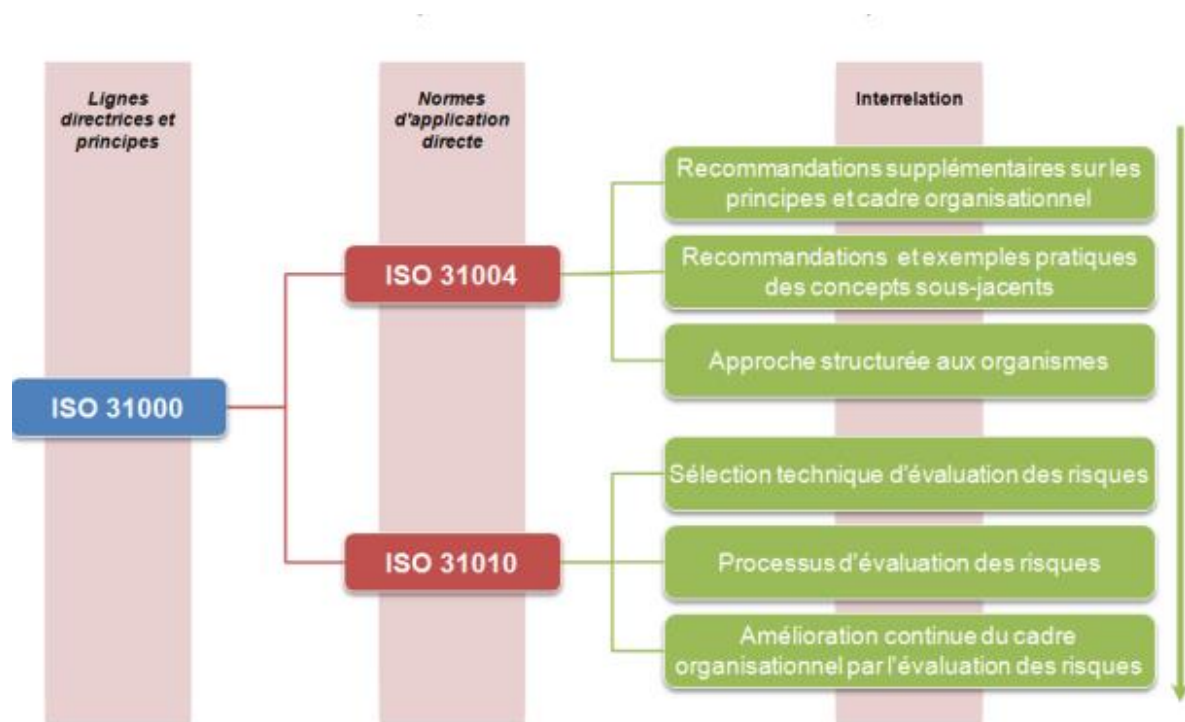 Lignes
directrices et
principes
Normes
d'application
directe
Interrelation
Recommandations supplémentaires sur les
principes et cadre organisationnel
ISO 31004
Recommandations et exemples pratiques
des concepts sous-jacents
Approche structurée aux organismes
ISO 31000
Sélection technique d'évaluation des risques
ISO 31010
Processus d'évaluation des risques
Amélioration continue du cadre
organisationnel par l'évaluation des risques